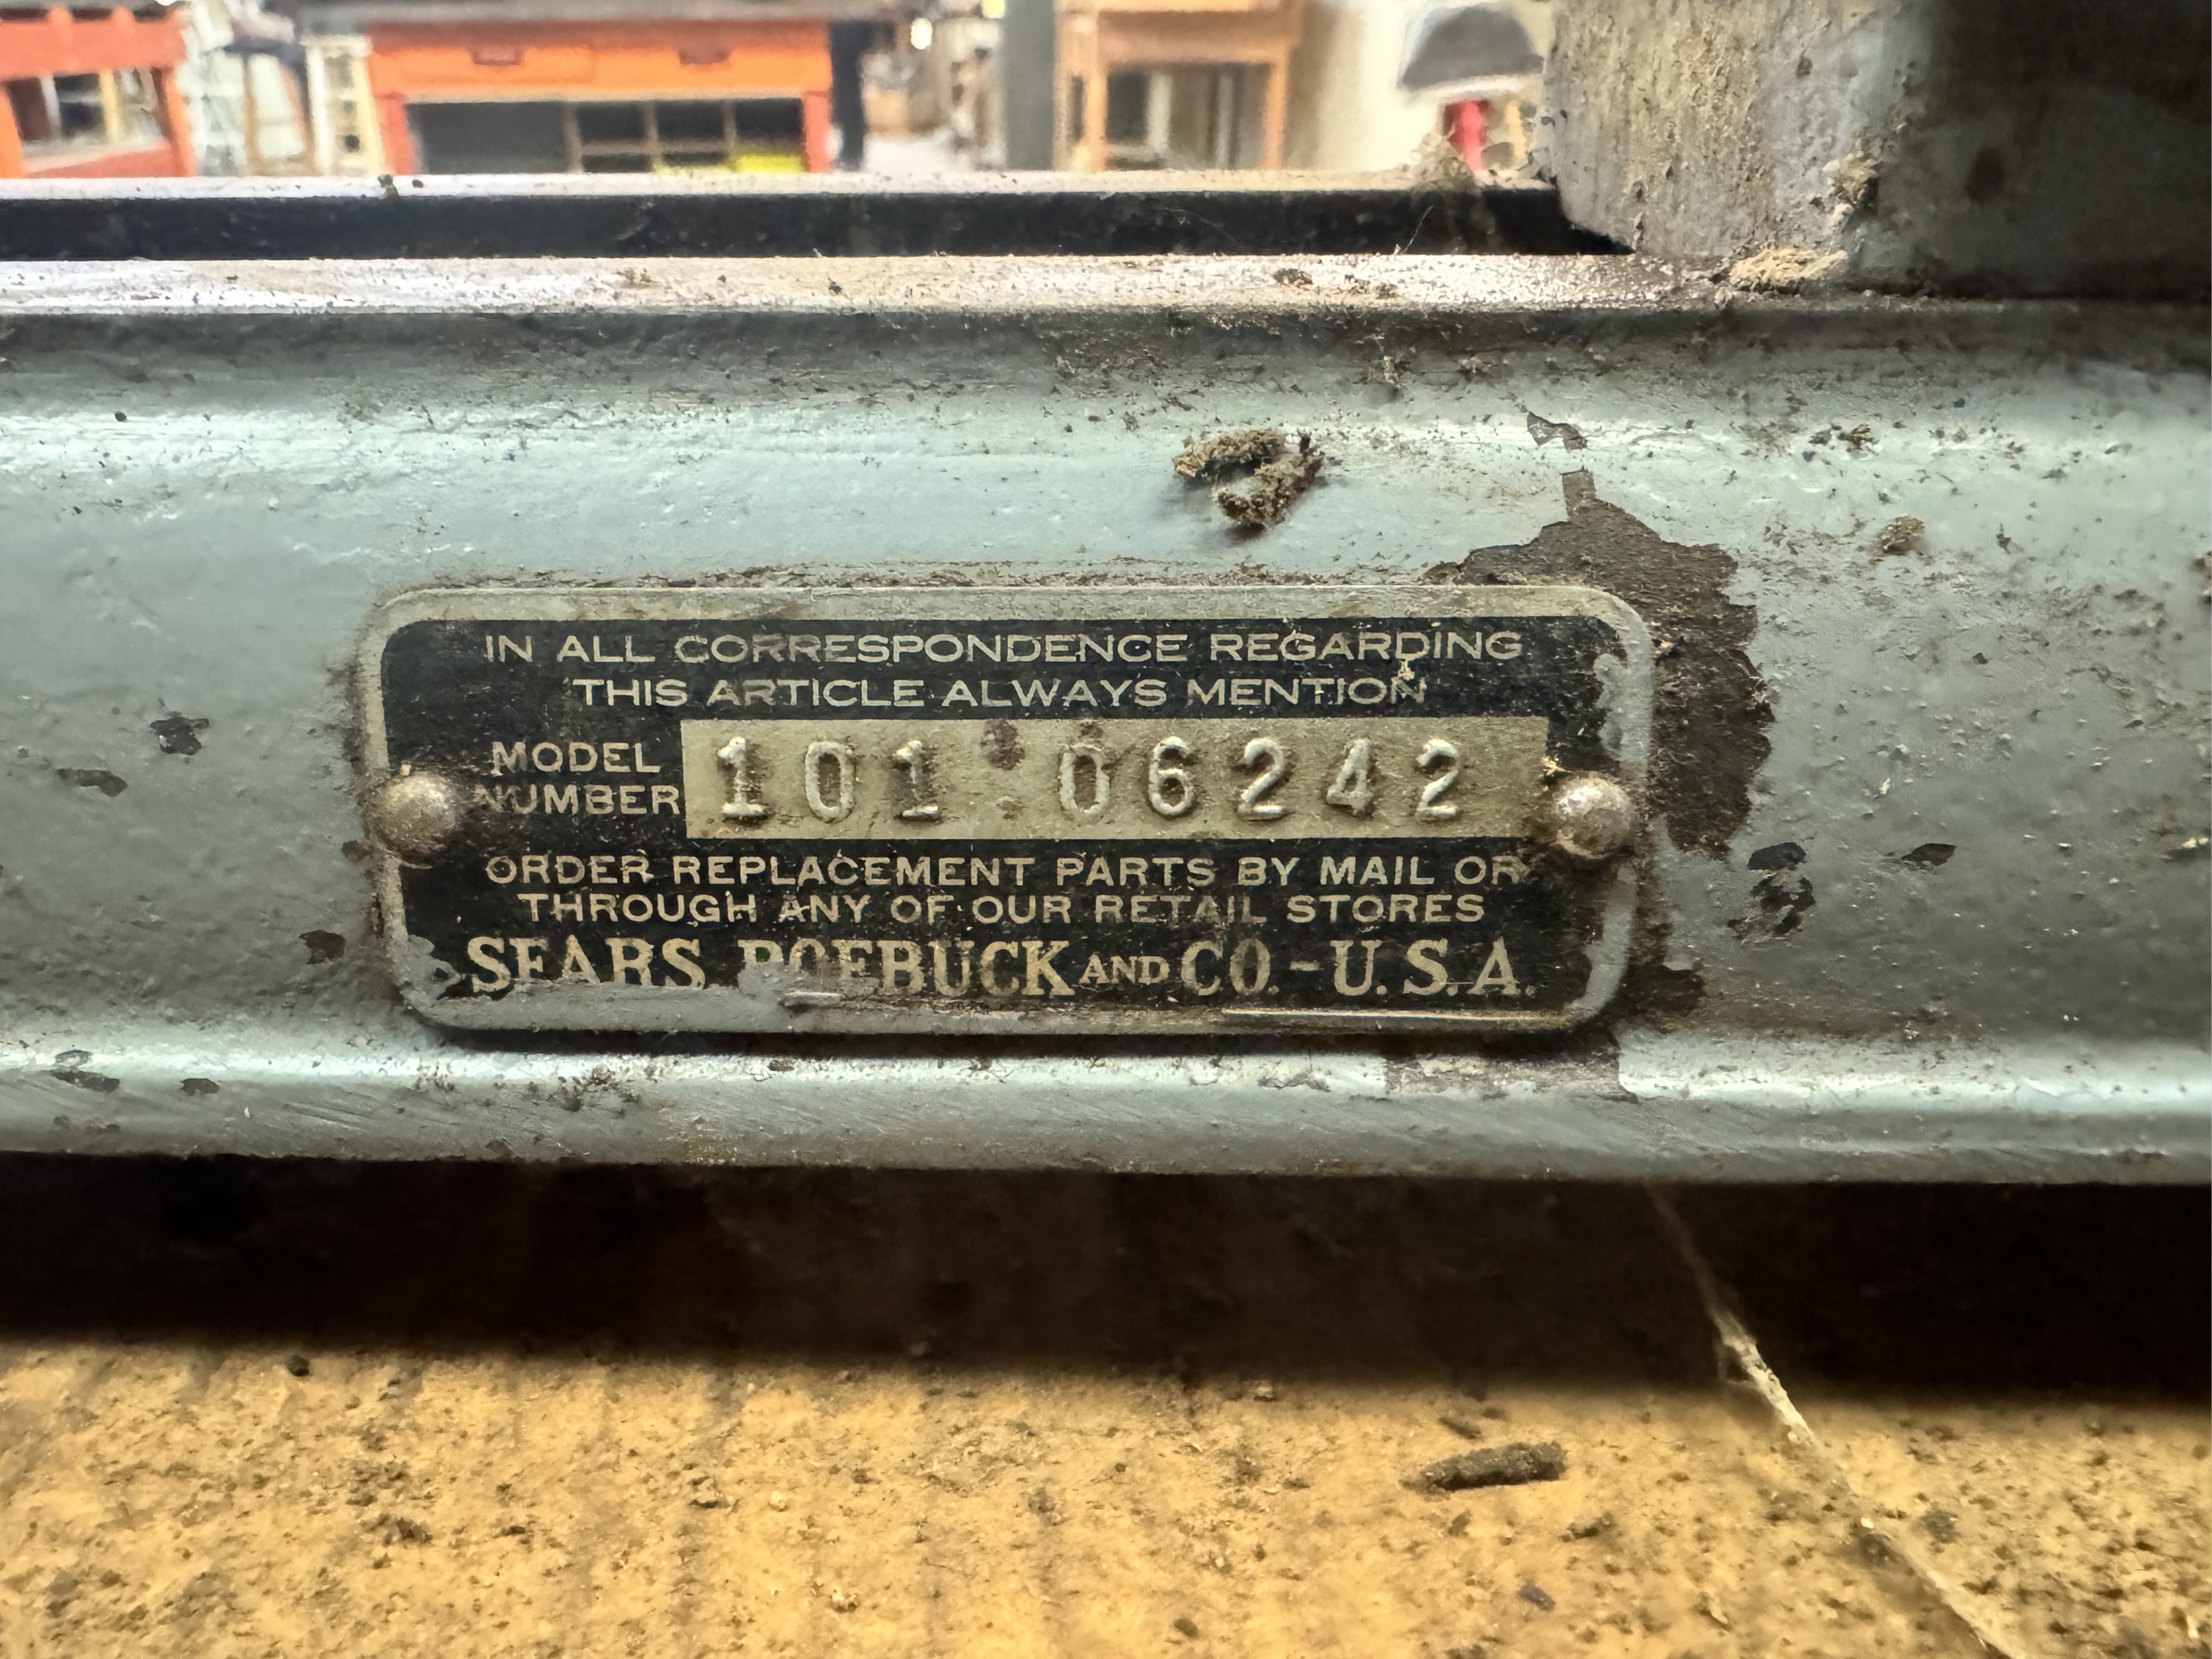 IN ALL CORRESPONDENCE REGARDING
THIS ARTICLE ALWAYS MENTION
MODEL
NUMBER
101 06242
ORDER REPLACEMENT PARTS BY MAIL OR
THROUGH ANY OF OUR RETAIL STORES
SEARS, ROEBUCK AND CO. - U.S.A.